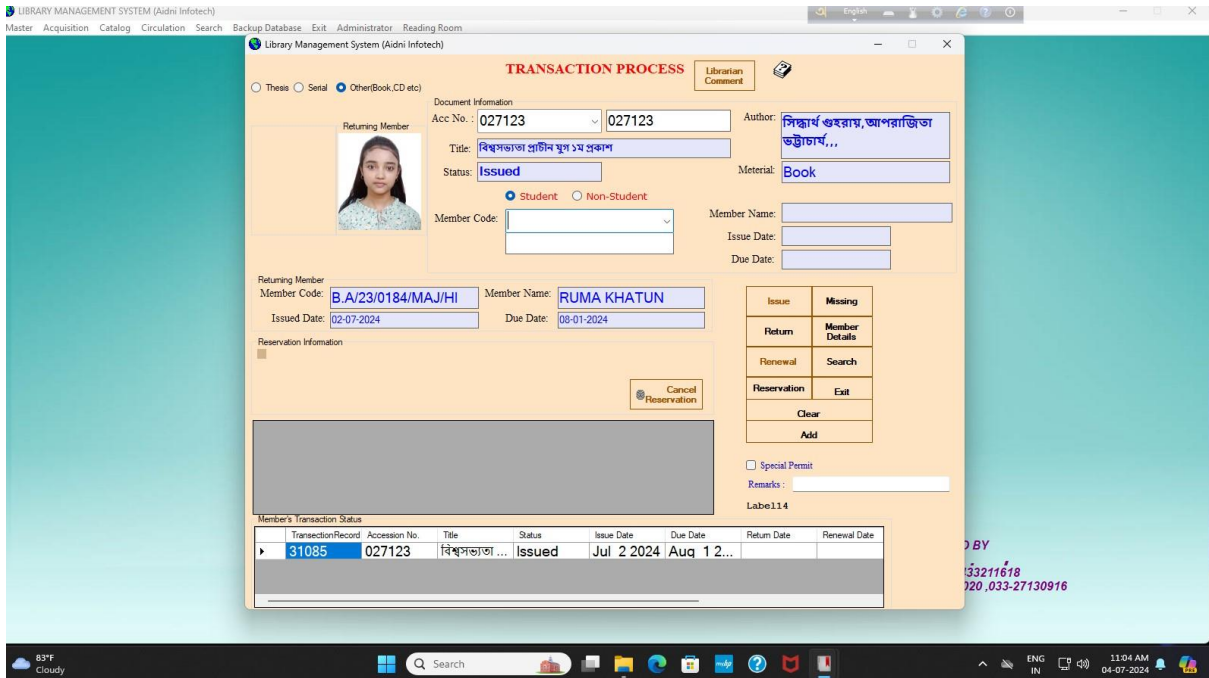 LIBRARY MANAGEMENT SYSTEM (Aidni Infotech)
English
Master Acquisition Catalog Circulation Search Backup Database Exit Administrator Reading Room
Library Management System (Aidni Infotech)
TRANSACTION PROCESS
Librarian
Comment
Thesis Serial Other(Book,CD etc)
Document Information
Acc No. : 027123 027123
Author: সিদ্ধার্থ গুহরায়,আপরাজিতা
ভট্টাচার্য,,,
Returning Member
Title: বিশ্বসভ্যতা প্রাচীন যুগ ১ম প্রকাশ
Status: Issued
Meterial: Book
Student Non-Student
Member Code:
Member Name:
Issue Date:
Due Date:
Returning Member
Member Code: B.A/23/0184/MAJ/HI Member Name: RUMA KHATUN
Issued Date: 02-07-2024 Due Date: 08-01-2024
Issue Missing
Return Member
Details
Renewal Search
Reservation Exit
Clear
Add
Reservation Information
Cancel
Reservation
Special Permit
Remarks :
Label14
Member's Transaction Status
TransectionRecord Accession No. Title Status Issue Date Due Date Return Date Renewal Date
31085 027123 বিশ্বসভ্যতা ... Issued Jul 2 2024 Aug 1 2...
BY
33211618
020 ,033-27130916
83°F
Cloudy
Search
ENG
IN
11:04 AM
04-07-2024